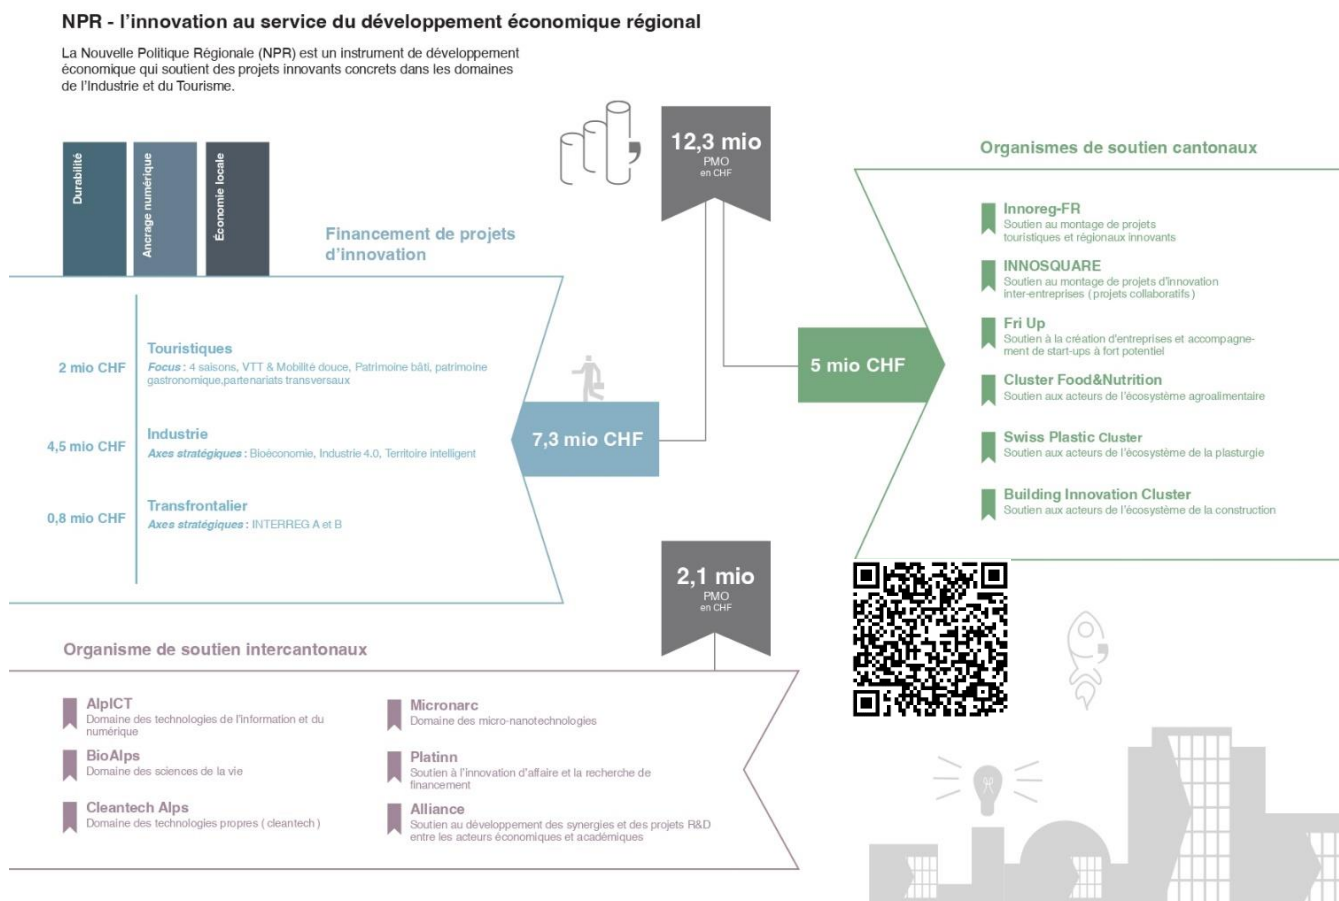 NPR - l’innovation au service du développement économique régional
La Nouvelle Politique Régionale (NPR) est un instrument de développement
économique qui soutient des projets innovants concrets dans les domaines
de l’Industrie et du Tourisme.
Durabilité
Ancrage numérique
Économie locale
Financement de projets
d’innovation
2 mio CHF
Touristiques
Focus : 4 saisons, VTT & Mobilité douce, Patrimoine bâti, patrimoine
gastronomique,partenariats transversaux
4,5 mio CHF
Industrie
Axes stratégiques : Bioéconomie, Industrie 4.0, Territoire intelligent
0,8 mio CHF
Transfrontalier
Axes stratégiques : INTERREG A et B
7,3 mio CHF
12,3 mio
PMO
en CHF
5 mio CHF
Organismes de soutien cantonaux
Innoreg-FR
Soutien au montage de projets
touristiques et régionaux innovants
INNOSQUARE
Soutien au montage de projets d’innovation
inter-entreprises ( projets collaboratifs )
Fri Up
Soutien à la création d’entreprises et accompagne-
ment de start-ups à fort potentiel
Cluster Food&Nutrition
Soutien aux acteurs de l’écosystème agroalimentaire
Swiss Plastic Cluster
Soutien aux acteurs de l’écosystème de la plasturgie
Building Innovation Cluster
Soutien aux acteurs de l’écosystème de la construction
2,1 mio
PMO
en CHF
Organisme de soutien intercantonaux
AlpICT
Domaine des technologies de l’information et du
numérique
BioAlps
Domaine des sciences de la vie
Cleantech Alps
Domaine des technologies propres ( cleantech )
Micronarc
Domaine des micro-nanotechnologies
Platinn
Soutien à l’innovation d’affaire et la recherche de
financement
Alliance
Soutien au développement des synergies et des projets R&D
entre les acteurs économiques et académiques